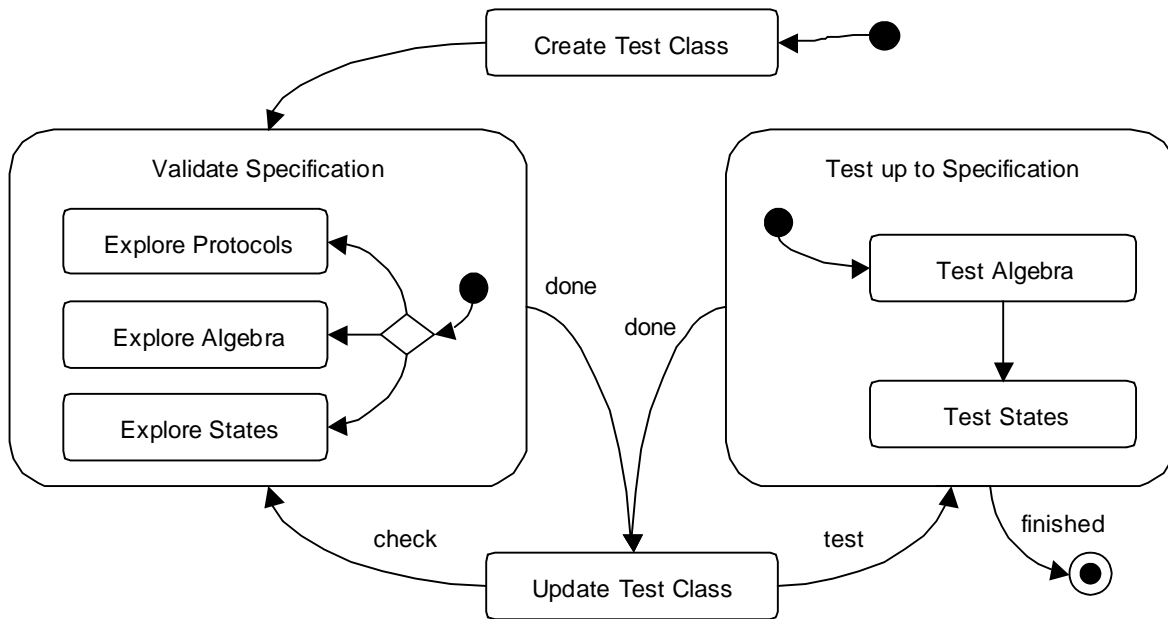 Create Test Class
Validate Specification
Test up to Specification
Explore Protocols
Test Algebra
done
done
Explore Algebra
Explore States
Test States
check
test
finished
Update Test Class